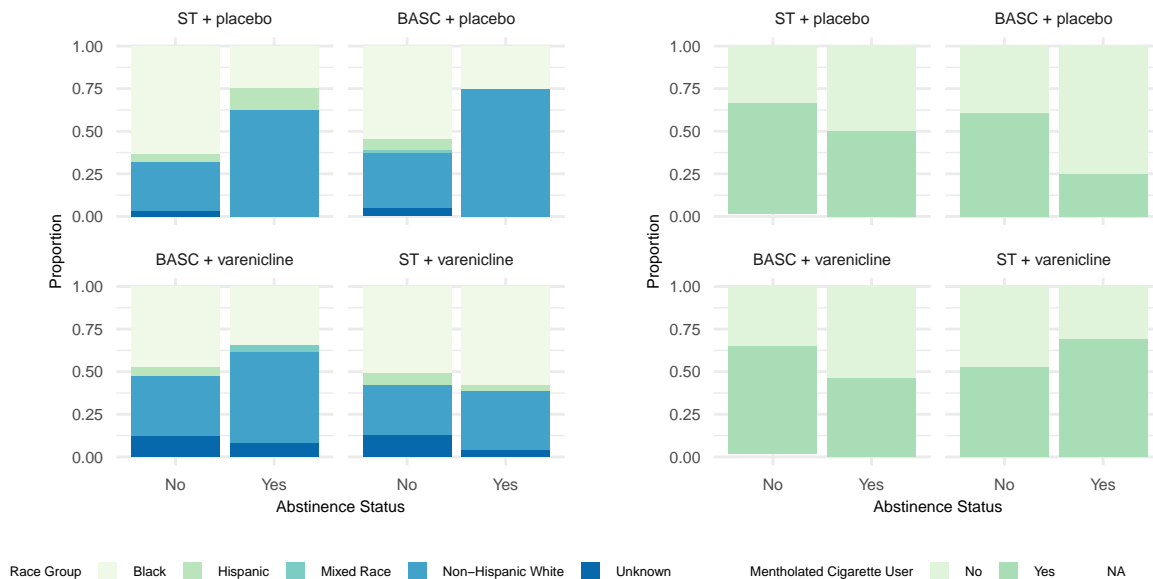 ST + placebo
BASC + placebo
1.00
0.75
0.50
0.25
0.00
BASC + varenicline
ST + varenicline
1.00
0.75
0.50
0.25
0.00
No
Yes
No
Yes
Abstinence Status
Proportion
Race Group
Black
Hispanic
Mixed Race
Non−Hispanic White
Unknown
ST + placebo
BASC + placebo
1.00
0.75
0.50
0.25
0.00
BASC + varenicline
ST + varenicline
1.00
0.75
0.50
0.25
0.00
No
Yes
No
Yes
Abstinence Status
Proportion
Mentholated Cigarette User
No
Yes
NA